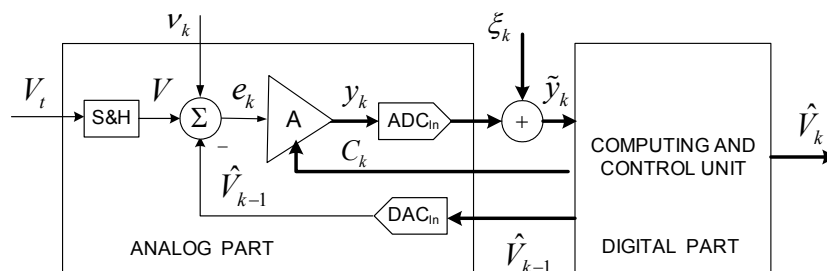 ν_k
ξ_k
V_t
S&H
V
Σ
−
e_k
A
y_k
ADC_In
+
ỹ_k
COMPUTING AND
CONTROL UNIT
V̂_k
C_k
V̂_{k−1}
DAC_In
V̂_{k−1}
ANALOG PART
DIGITAL PART